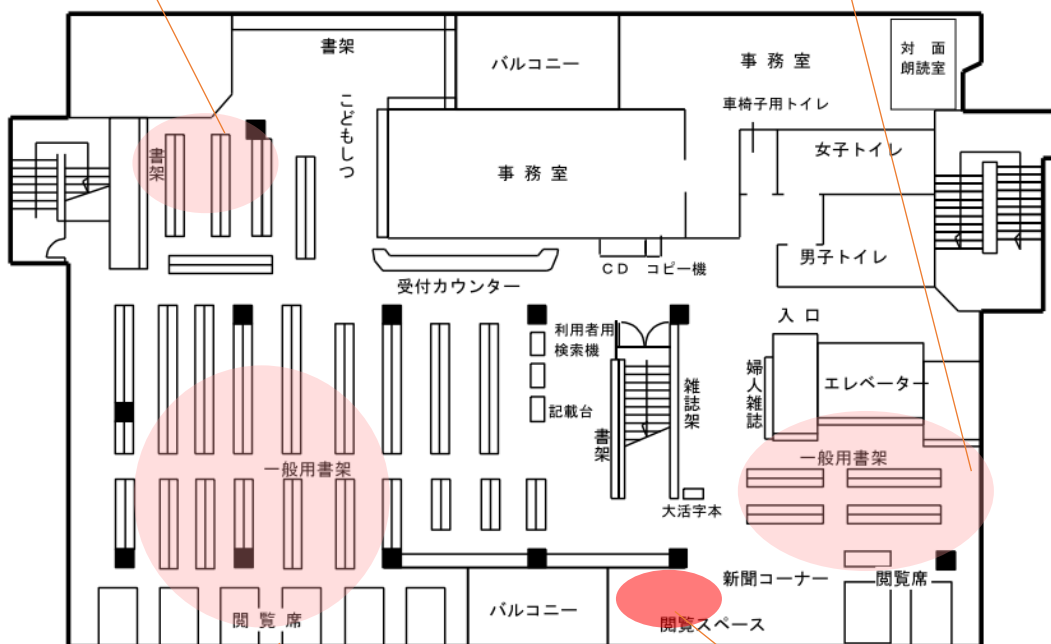 書架
バルコニー
事務室
対面
朗読室
車椅子用トイレ
こどもしつ
書架
事務室
女子トイレ
男子トイレ
CD
コピー機
受付カウンター
入口
利用者用
検索機
記載台
書架
雑誌架
婦人雑誌
エレベーター
一般用書架
一般用書架
大活字本
新聞コーナー
閲覧席
閲覧席
バルコニー
閲覧スペース